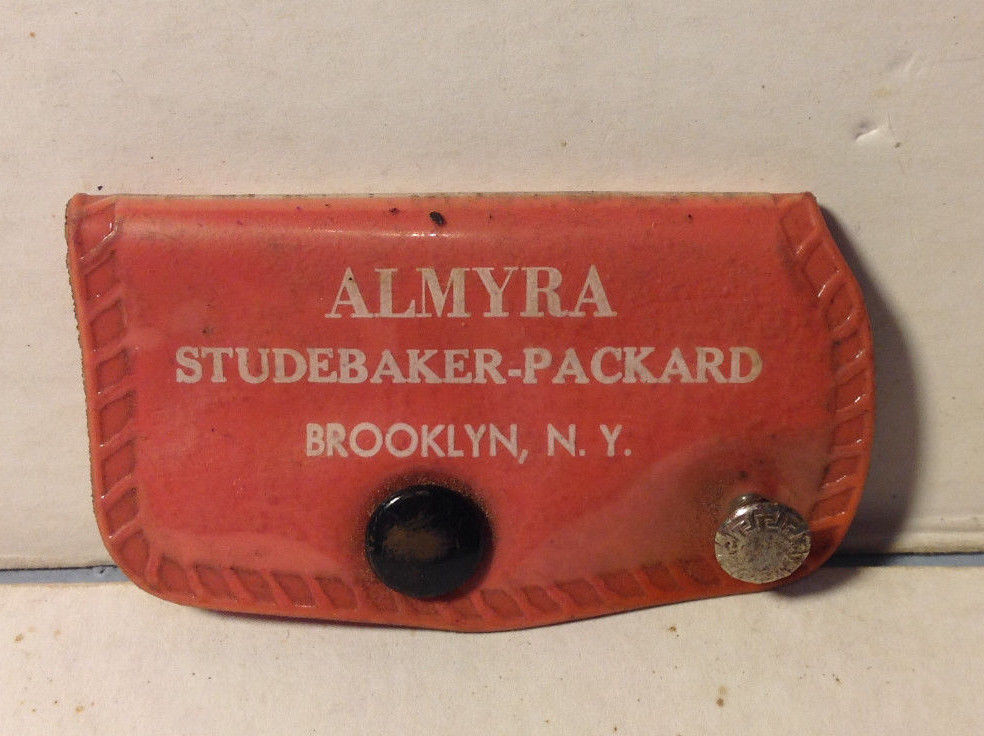 ALMYRA
STUDEBAKER-PACKARD
BROOKLYN, N. Y.